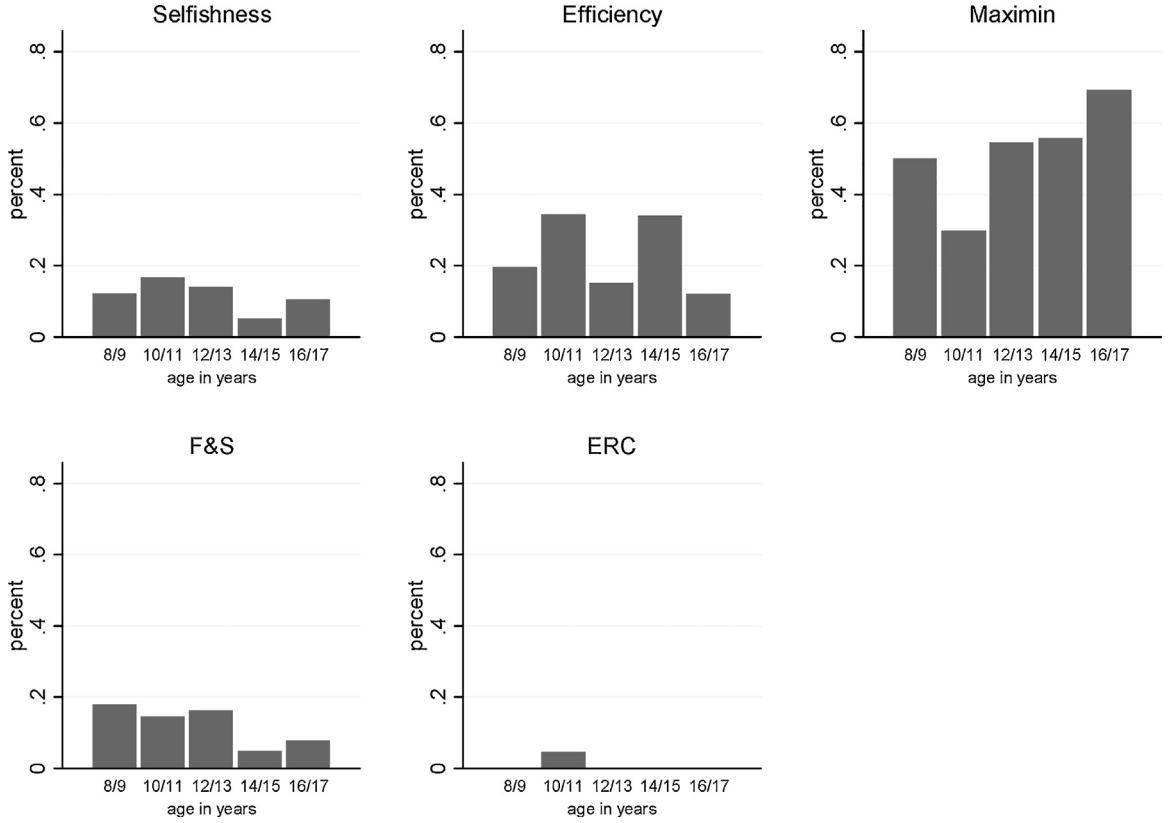 Selfishness
percent
.8
.6
.4
.2
0
8/9 10/11 12/13 14/15 16/17
age in years
Efficiency
percent
.8
.6
.4
.2
0
8/9 10/11 12/13 14/15 16/17
age in years
Maximin
percent
.8
.6
.4
.2
0
8/9 10/11 12/13 14/15 16/17
age in years
F&S
percent
.8
.6
.4
.2
0
8/9 10/11 12/13 14/15 16/17
age in years
ERC
percent
.8
.6
.4
.2
0
8/9 10/11 12/13 14/15 16/17
age in years